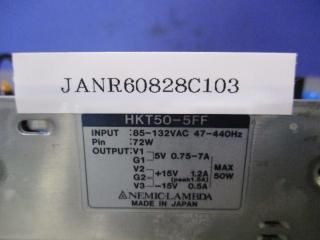 JANR60828C103
HKT50-5FF
INPUT :85-132VAC 47-440Hz
Pin :72W
OUTPUT:V1
G1 5V 0.75-7A
V2
G2 +15V 1.2A (peak1.5A)
V3 -15V 0.5A
MAX 50W
NEMIC-LAMBDA
MADE IN JAPAN